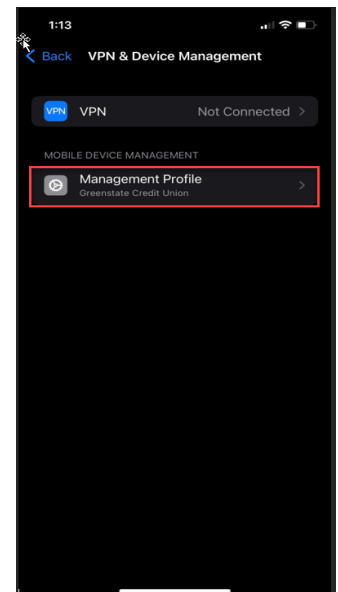 1:13
Back VPN & Device Management
VPN VPN Not Connected
MOBILE DEVICE MANAGEMENT
Management Profile
Greenstate Credit Union